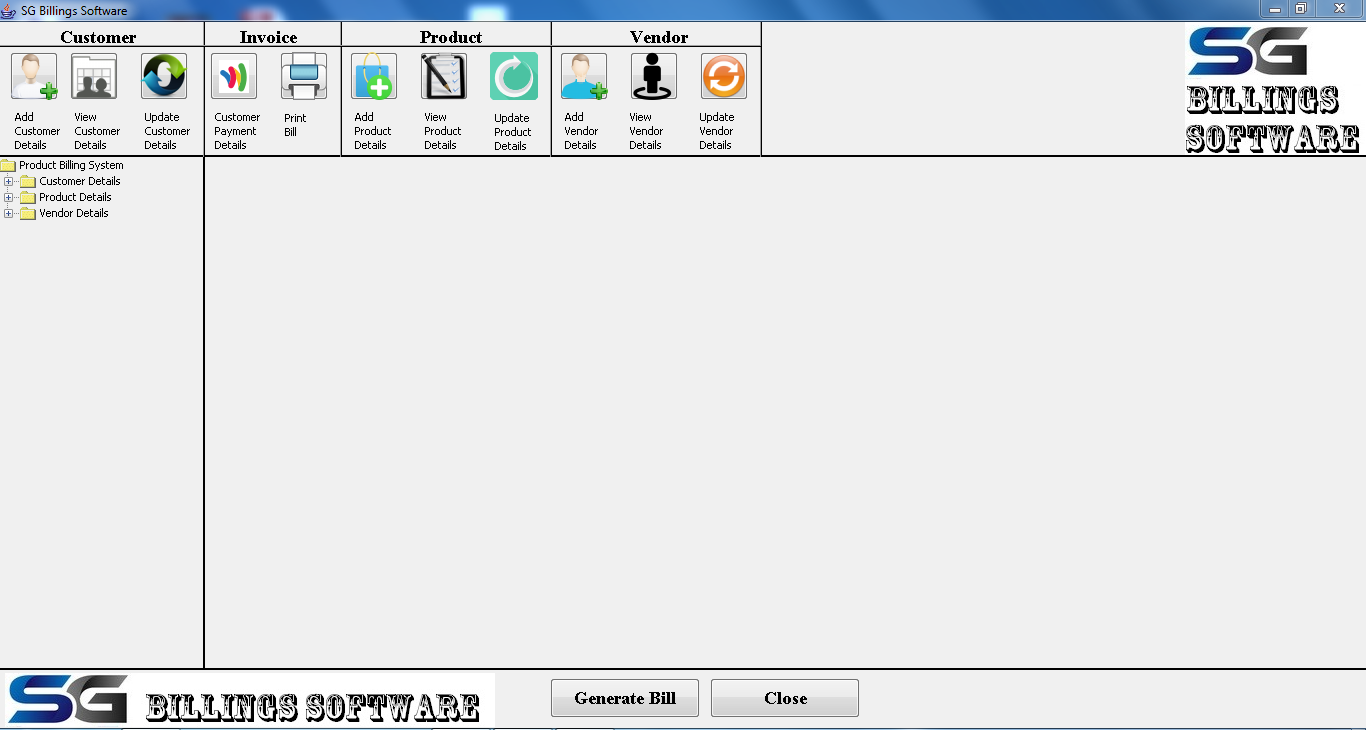 SG Billings Software
Customer
Invoice
Product
Vendor
SG
BILLINGS
SOFTWARE
Add
Customer
Details
View
Customer
Details
Update
Customer
Details
Customer
Payment
Details
Print
Bill
Add
Product
Details
View
Product
Details
Update
Product
Details
Add
Vendor
Details
View
Vendor
Details
Update
Vendor
Details
Product Billing System
Customer Details
Product Details
Vendor Details
SG BILLINGS SOFTWARE
Generate Bill
Close